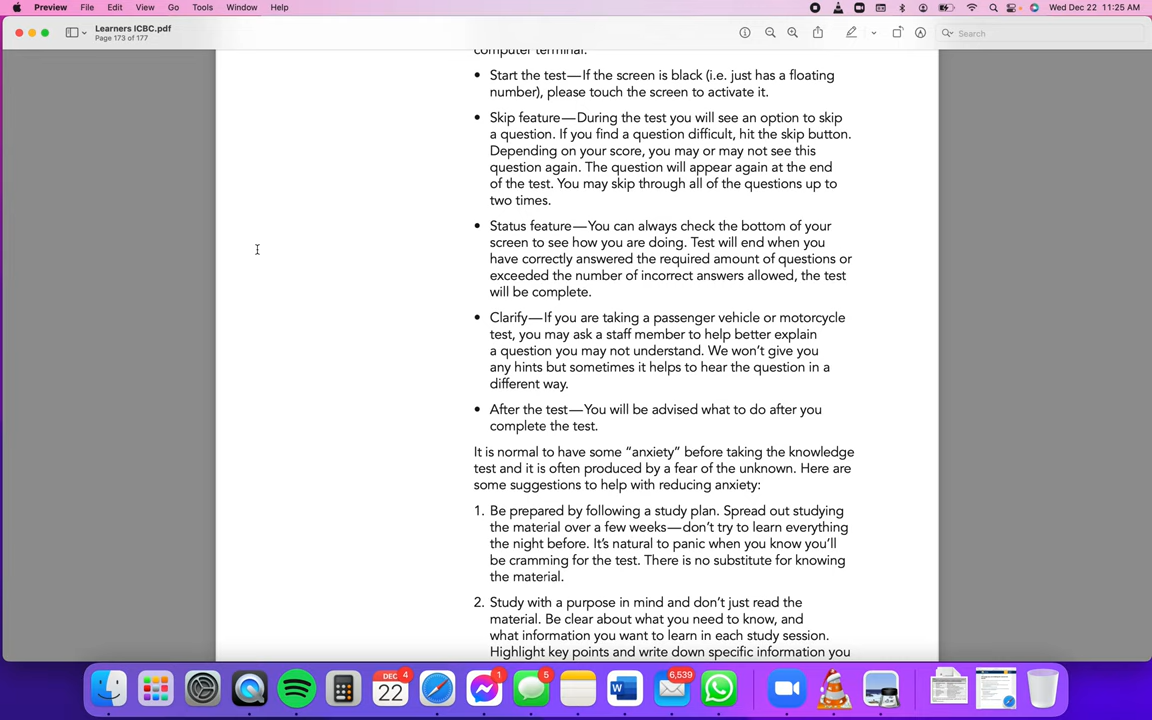 Preview File Edit View Go Tools Window Help Wed Dec 22 11:25 AM
Learners ICBC.pdf
Page 173 of 177
Search
computer terminal.
• Start the test—If the screen is black (i.e. just has a floating
number), please touch the screen to activate it.
• Skip feature—During the test you will see an option to skip
a question. If you find a question difficult, hit the skip button.
Depending on your score, you may or may not see this
question again. The question will appear again at the end
of the test. You may skip through all of the questions up to
two times.
• Status feature—You can always check the bottom of your
screen to see how you are doing. Test will end when you
have correctly answered the required amount of questions or
exceeded the number of incorrect answers allowed, the test
will be complete.
• Clarify—If you are taking a passenger vehicle or motorcycle
test, you may ask a staff member to help better explain
a question you may not understand. We won't give you
any hints but sometimes it helps to hear the question in a
different way.
• After the test—You will be advised what to do after you
complete the test.
It is normal to have some "anxiety" before taking the knowledge
test and it is often produced by a fear of the unknown. Here are
some suggestions to help with reducing anxiety:
1. Be prepared by following a study plan. Spread out studying
the material over a few weeks—don't try to learn everything
the night before. It's natural to panic when you know you'll
be cramming for the test. There is no substitute for knowing
the material.
2. Study with a purpose in mind and don't just read the
material. Be clear about what you need to know, and
what information you want to learn in each study session.
Highlight key points and write down specific information you
DEC 4 1 5 6,539
22
W